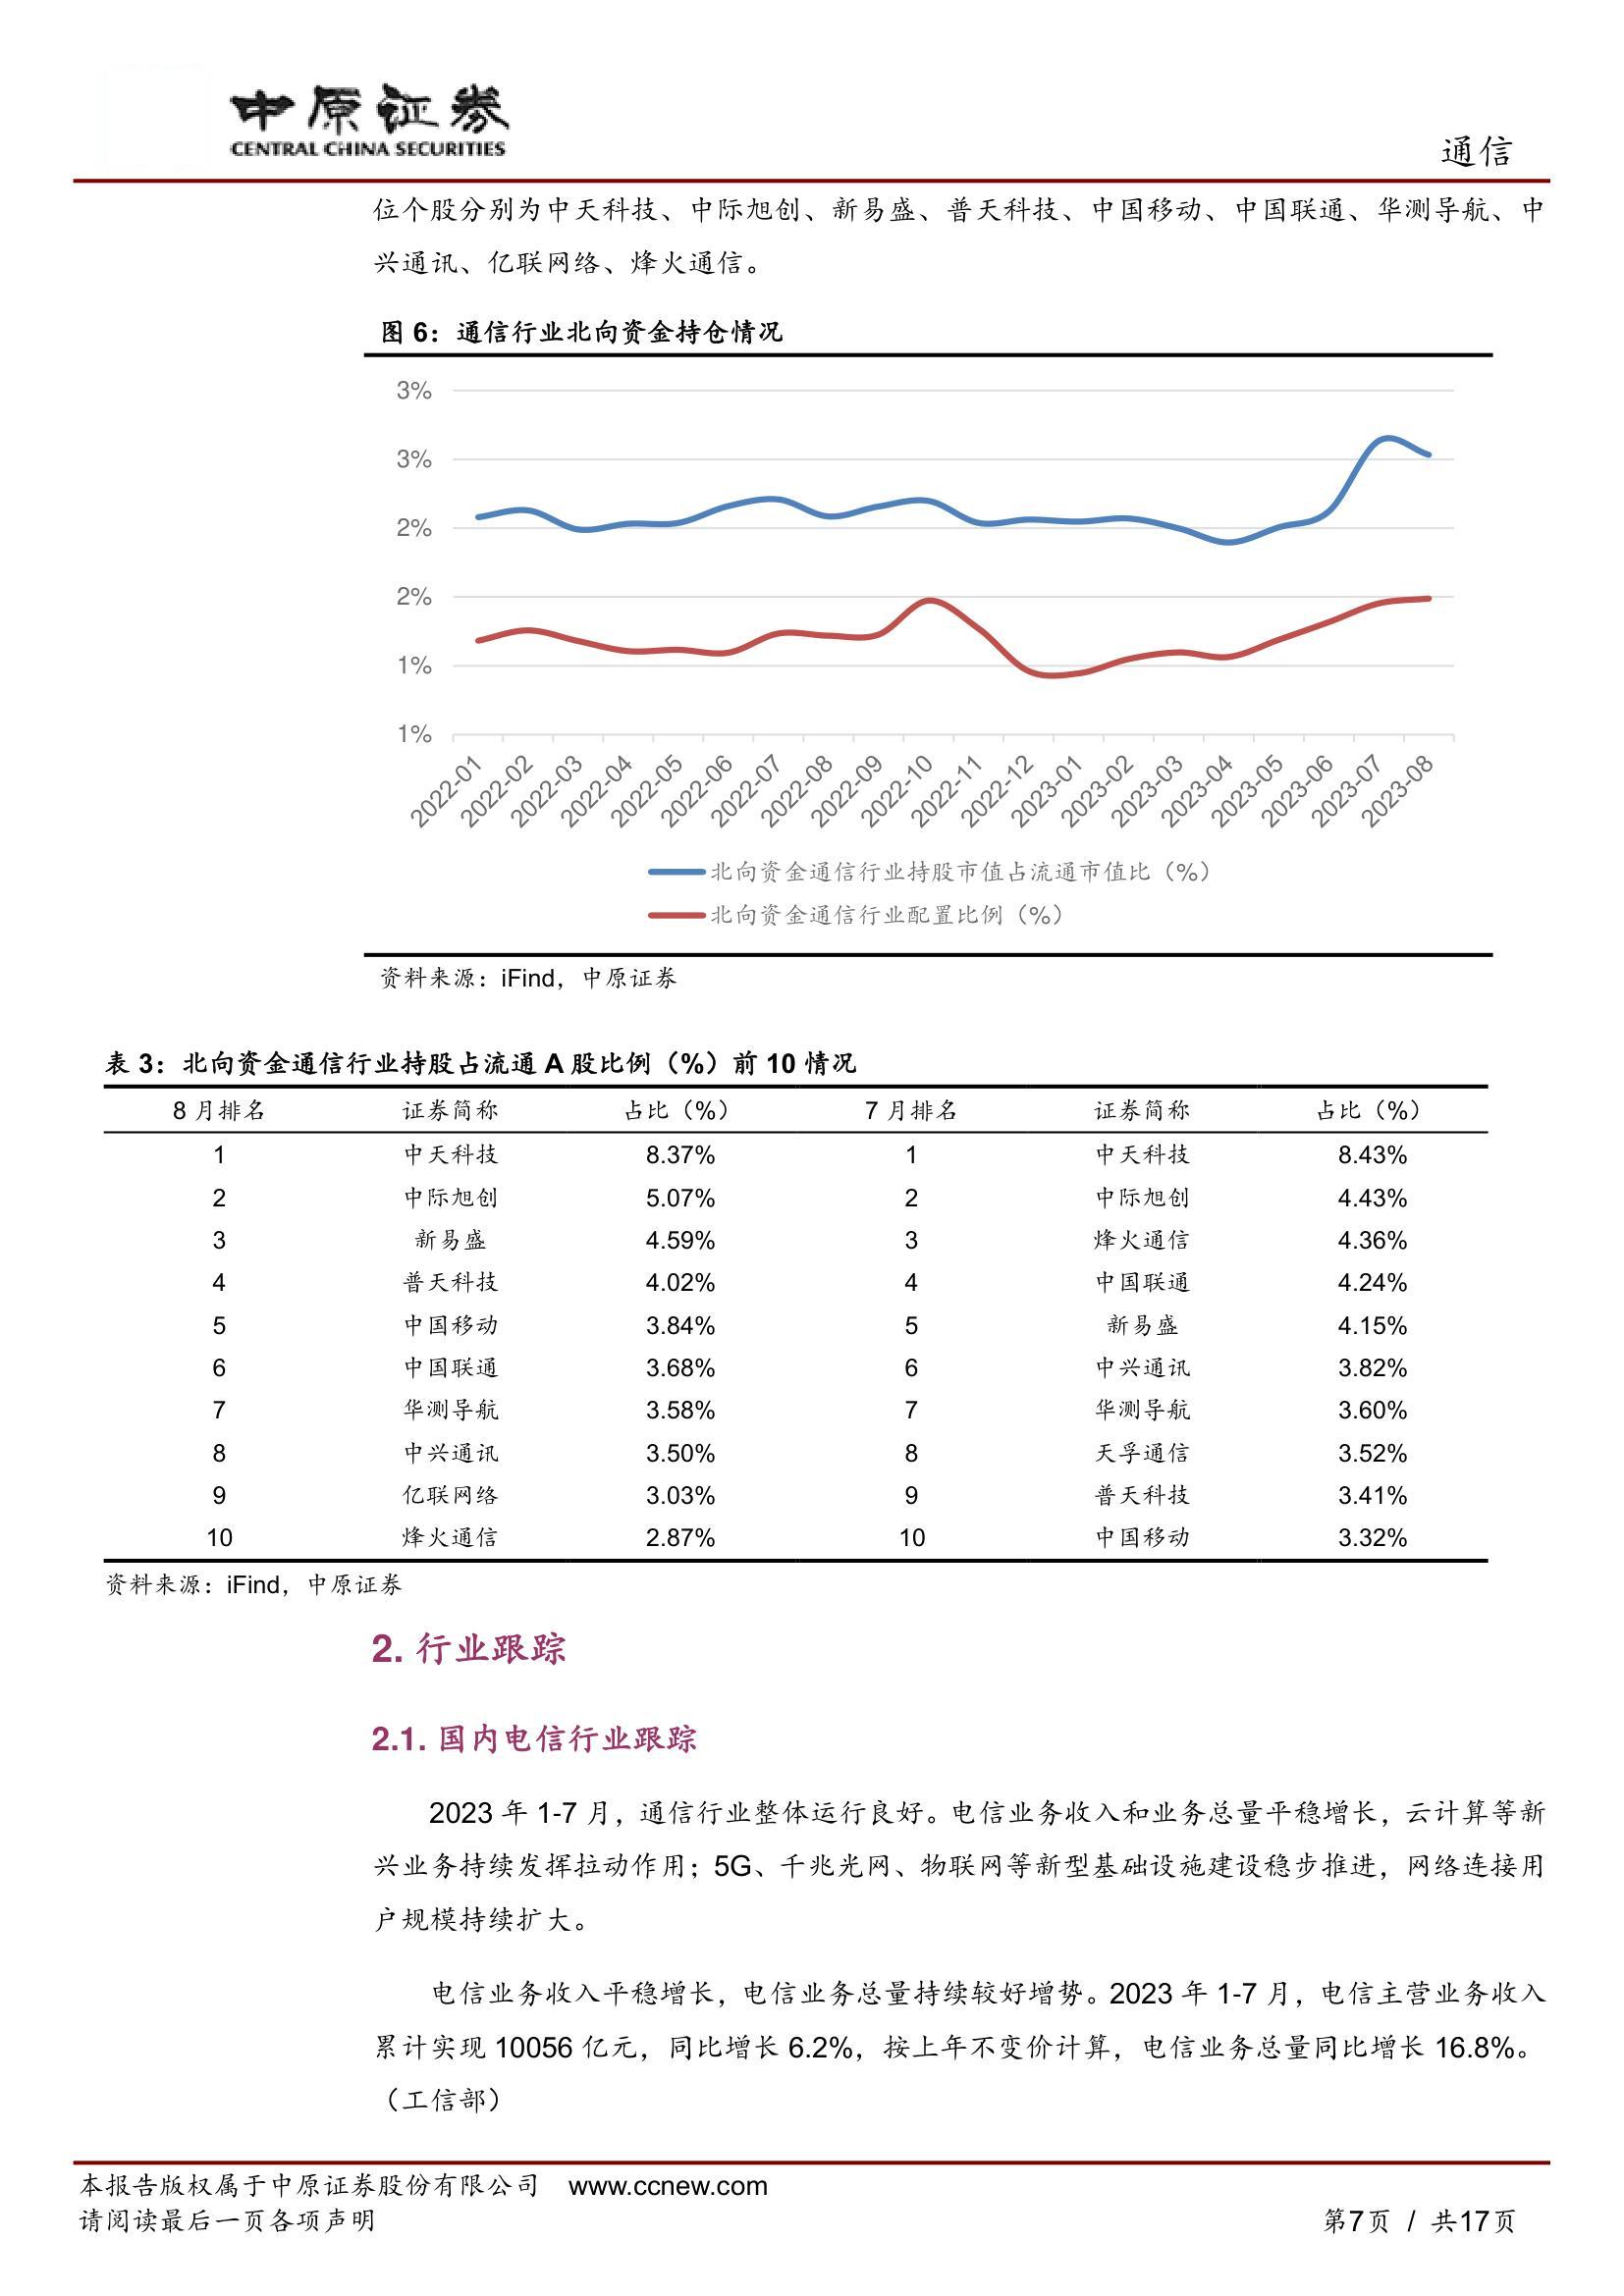 中原证券
CENTRAL CHINA SECURITIES
通信
位个股分别为中天科技、中际旭创、新易盛、普天科技、中国移动、中国联通、华测导航、中
兴通讯、亿联网络、烽火通信。
图 6：通信行业北向资金持仓情况
3%
3%
2%
2%
1%
1%
2022-01 2022-02 2022-03 2022-04 2022-05 2022-06 2022-07 2022-08 2022-09 2022-10 2022-11 2022-12 2023-01 2023-02 2023-03 2023-04 2023-05 2023-06 2023-07 2023-08
北向资金通信行业持股市值占流通市值比（%）
北向资金通信行业配置比例（%）
资料来源：iFind，中原证券
表 3：北向资金通信行业持股占流通 A 股比例（%）前 10 情况
8 月排名 证券简称 占比（%） 7 月排名 证券简称 占比（%）
1 中天科技 8.37% 1 中天科技 8.43%
2 中际旭创 5.07% 2 中际旭创 4.43%
3 新易盛 4.59% 3 烽火通信 4.36%
4 普天科技 4.02% 4 中国联通 4.24%
5 中国移动 3.84% 5 新易盛 4.15%
6 中国联通 3.68% 6 中兴通讯 3.82%
7 华测导航 3.58% 7 华测导航 3.60%
8 中兴通讯 3.50% 8 天孚通信 3.52%
9 亿联网络 3.03% 9 普天科技 3.41%
10 烽火通信 2.87% 10 中国移动 3.32%
资料来源：iFind，中原证券
2. 行业跟踪
2.1. 国内电信行业跟踪
2023 年 1-7 月，通信行业整体运行良好。电信业务收入和业务总量平稳增长，云计算等新
兴业务持续发挥拉动作用；5G、千兆光网、物联网等新型基础设施建设稳步推进，网络连接用
户规模持续扩大。
电信业务收入平稳增长，电信业务总量持续较好增势。2023 年 1-7 月，电信主营业务收入
累计实现 10056 亿元，同比增长 6.2%，按上年不变价计算，电信业务总量同比增长 16.8%。
（工信部）
本报告版权属于中原证券股份有限公司 www.ccnew.com
请阅读最后一页各项声明
第7页 / 共17页